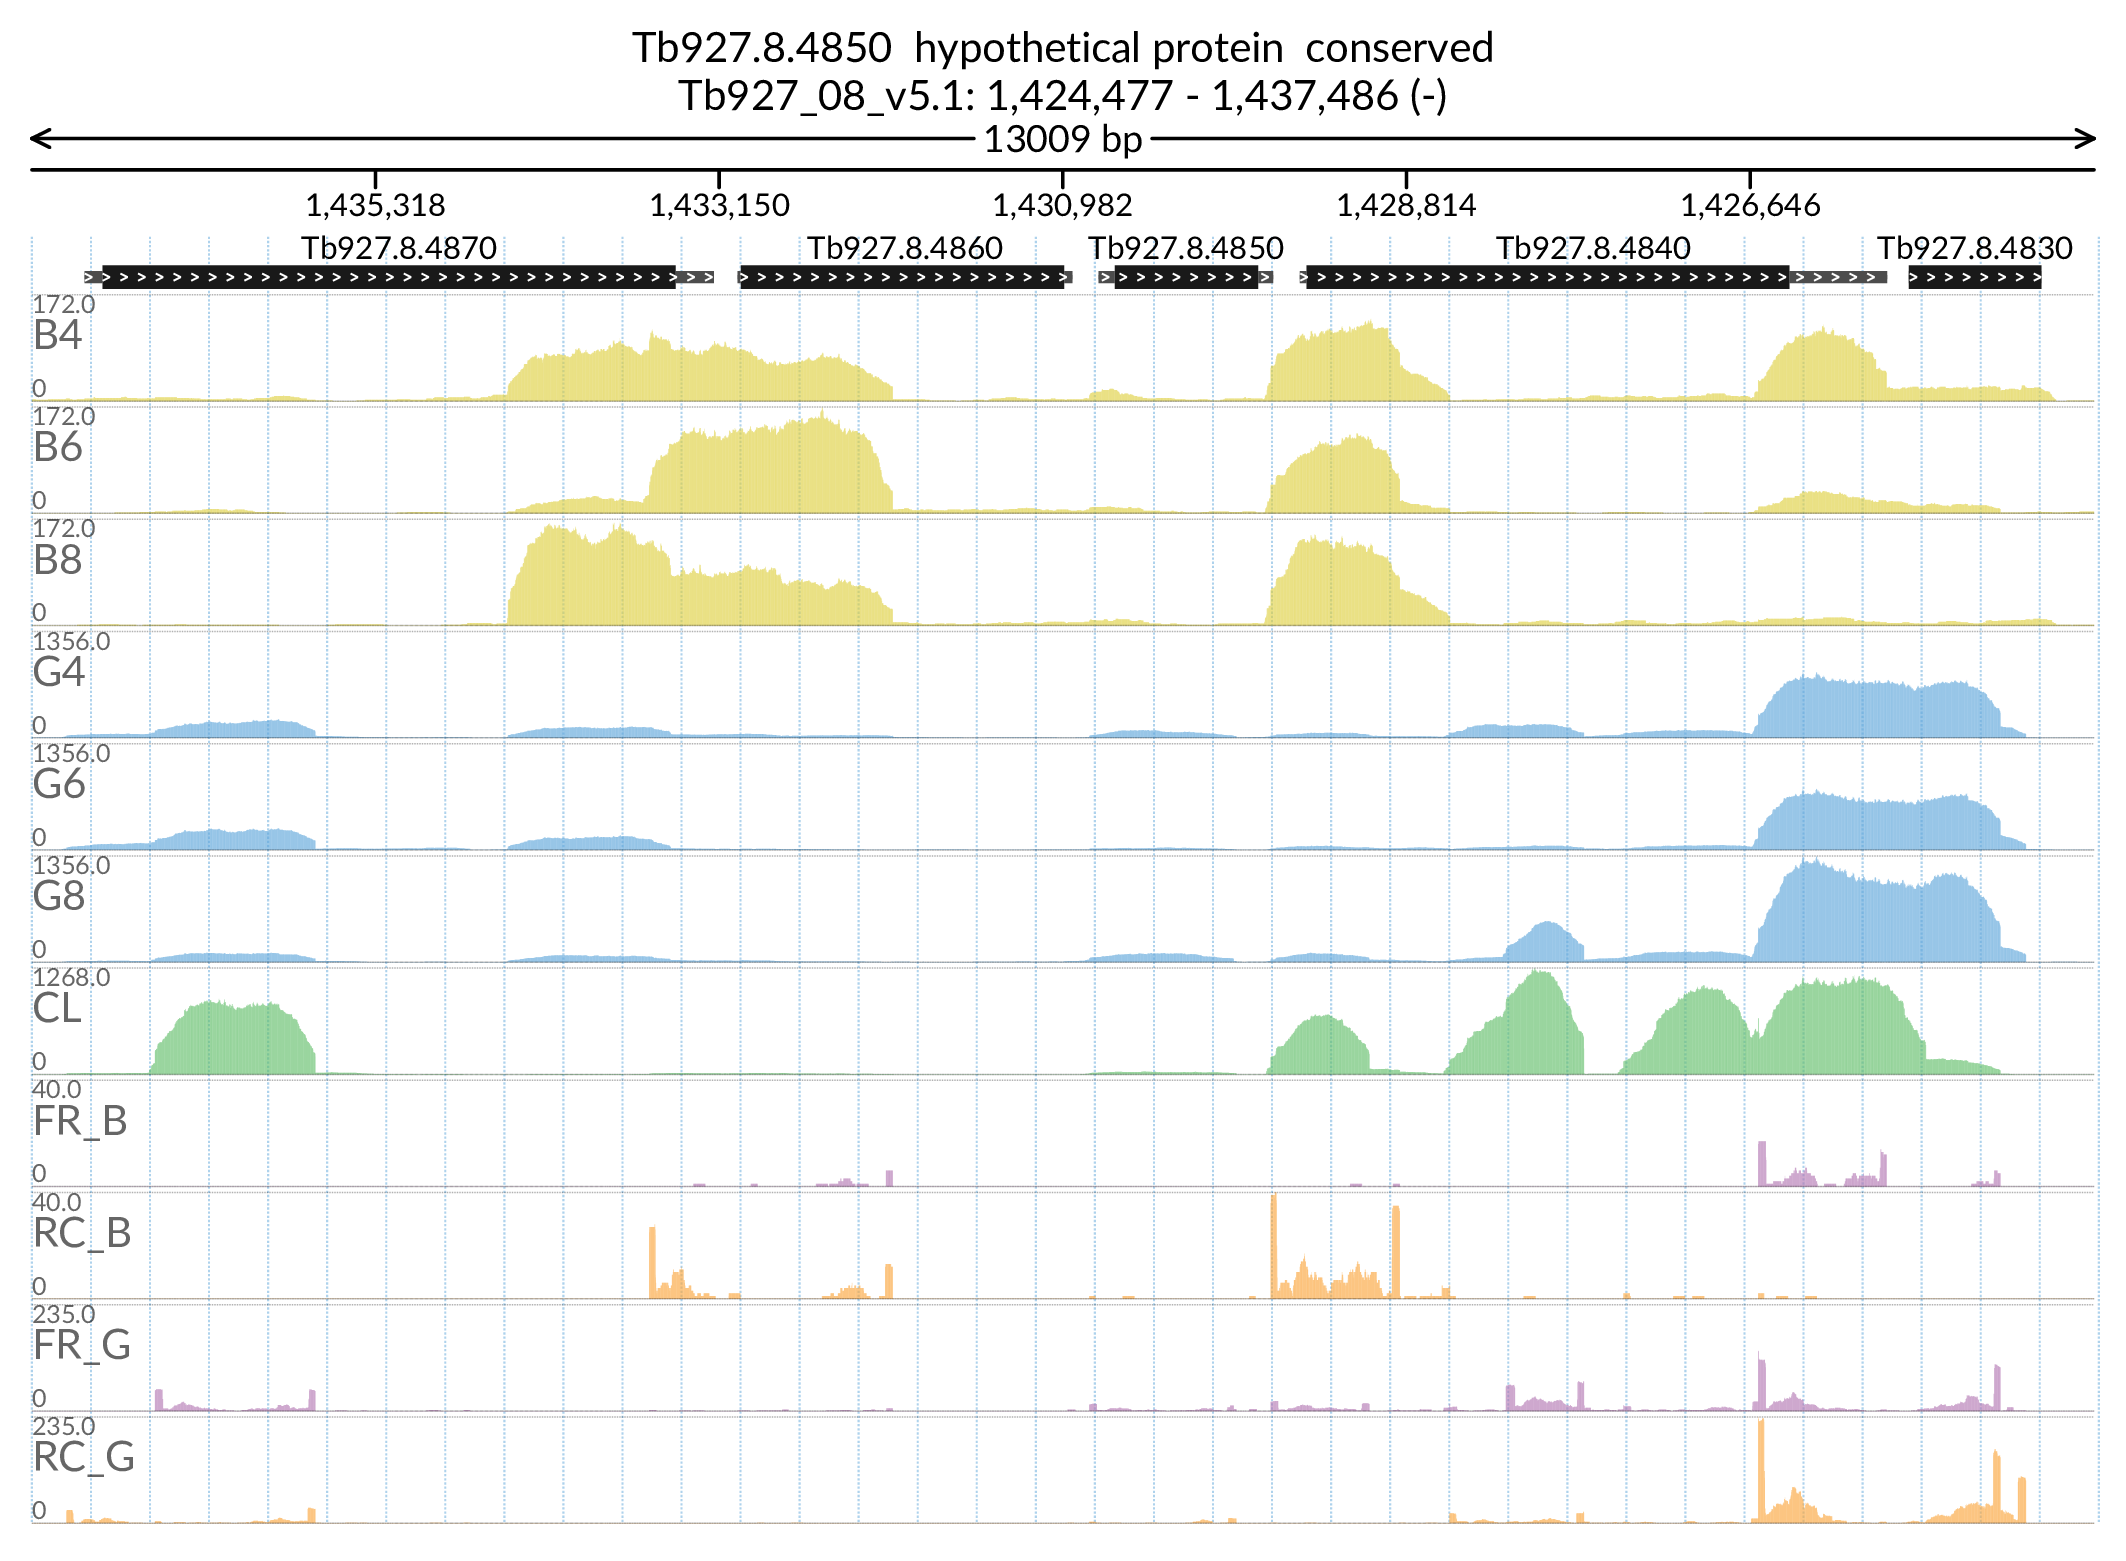 Tb927.8.4850 hypothetical protein conserved
Tb927_08_v5.1: 1,424,477 - 1,437,486 (-)
13009 bp
1,435,318 1,433,150 1,430,982 1,428,814 1,426,646
Tb927.8.4870 Tb927.8.4860 Tb927.8.4850 Tb927.8.4840 Tb927.8.4830
172.0
B4
0
172.0
B6
0
172.0
B8
0
1356.0
G4
0
1356.0
G6
0
1356.0
G8
0
1268.0
CL
0
40.0
FR_B
0
40.0
RC_B
0
235.0
FR_G
0
235.0
RC_G
0